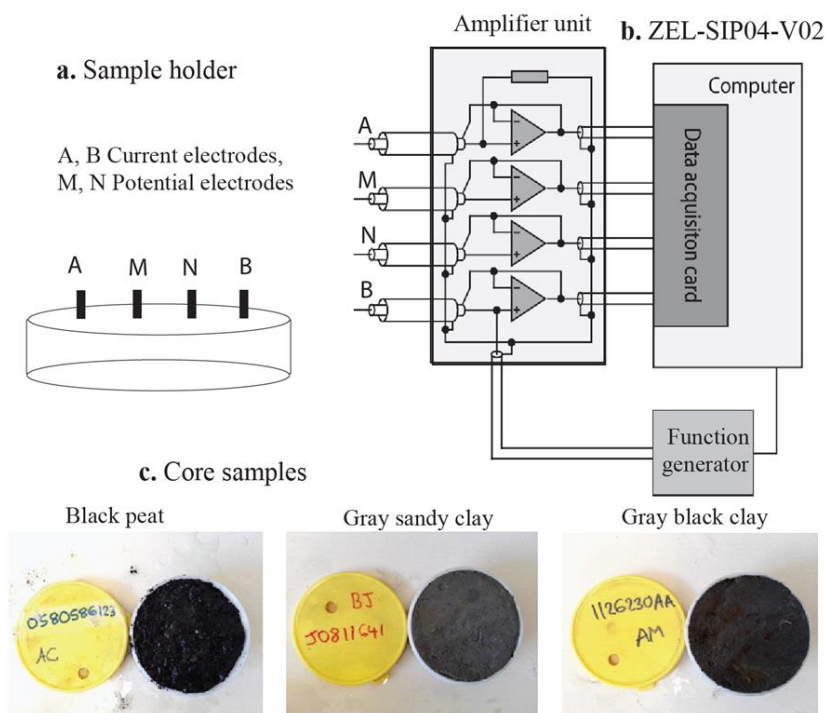 Amplifier unit
b. ZEL-SIP04-V02
a. Sample holder
Computer
A
A, B Current electrodes,
M, N Potential electrodes
M
N
B
Data acquisiton card
A M N B
Function
generator
c. Core samples
Black peat
Gray sandy clay
Gray black clay
0580586123
AC
BJ
J0811641
1126230AA
AM